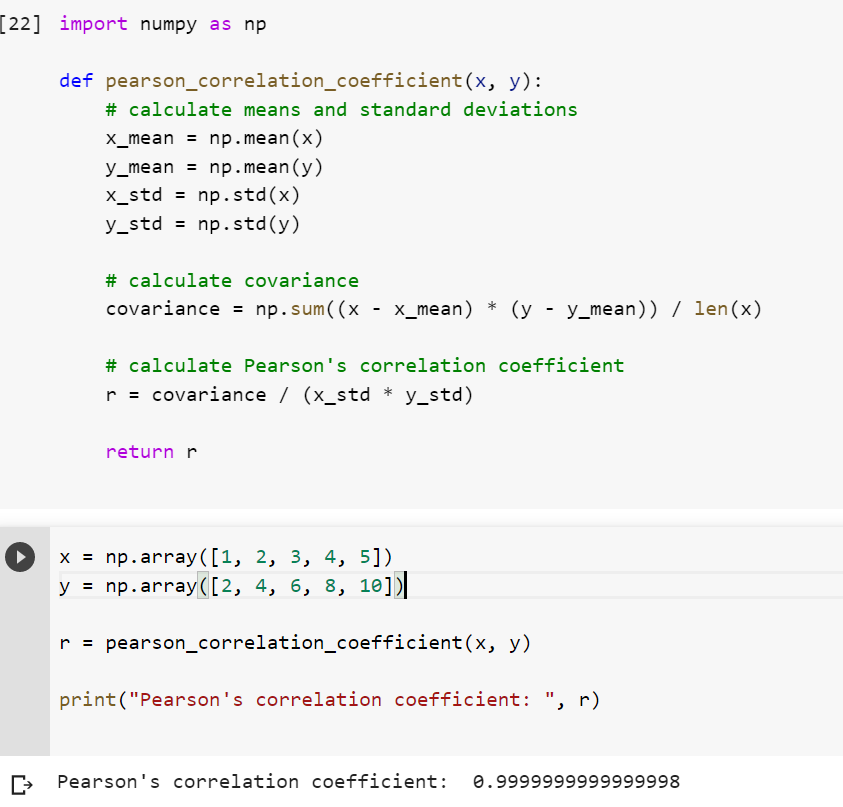 [22] import numpy as np
def pearson_correlation_coefficient(x, y):
# calculate means and standard deviations
x_mean = np.mean(x)
y_mean = np.mean(y)
x_std = np.std(x)
y_std = np.std(y)
# calculate covariance
covariance = np.sum((x - x_mean) * (y - y_mean)) / len(x)
# calculate Pearson's correlation coefficient
r = covariance / (x_std * y_std)
return r
x = np.array([1, 2, 3, 4, 5])
y = np.array([2, 4, 6, 8, 10])
r = pearson_correlation_coefficient(x, y)
print("Pearson's correlation coefficient: ", r)
Pearson's correlation coefficient:  0.9999999999999998